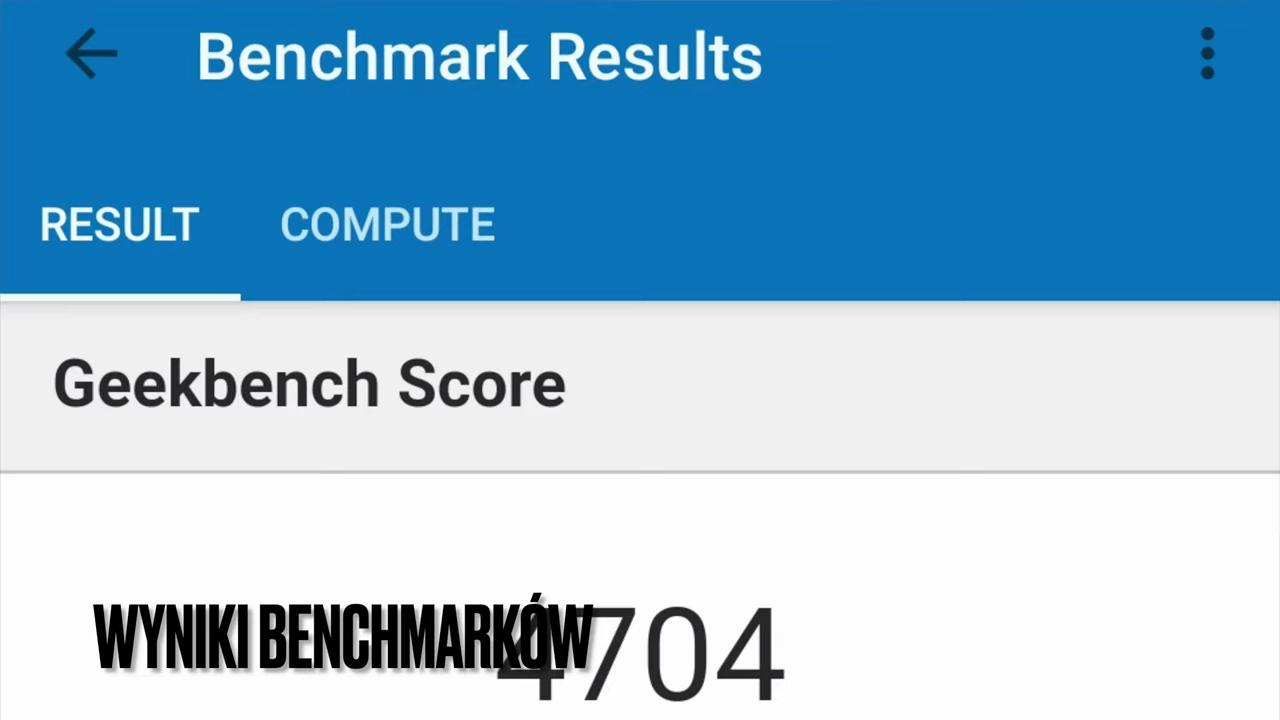 Benchmark Results
RESULT COMPUTE
Geekbench Score
WYNIKI BENCHMARKÓW
4704